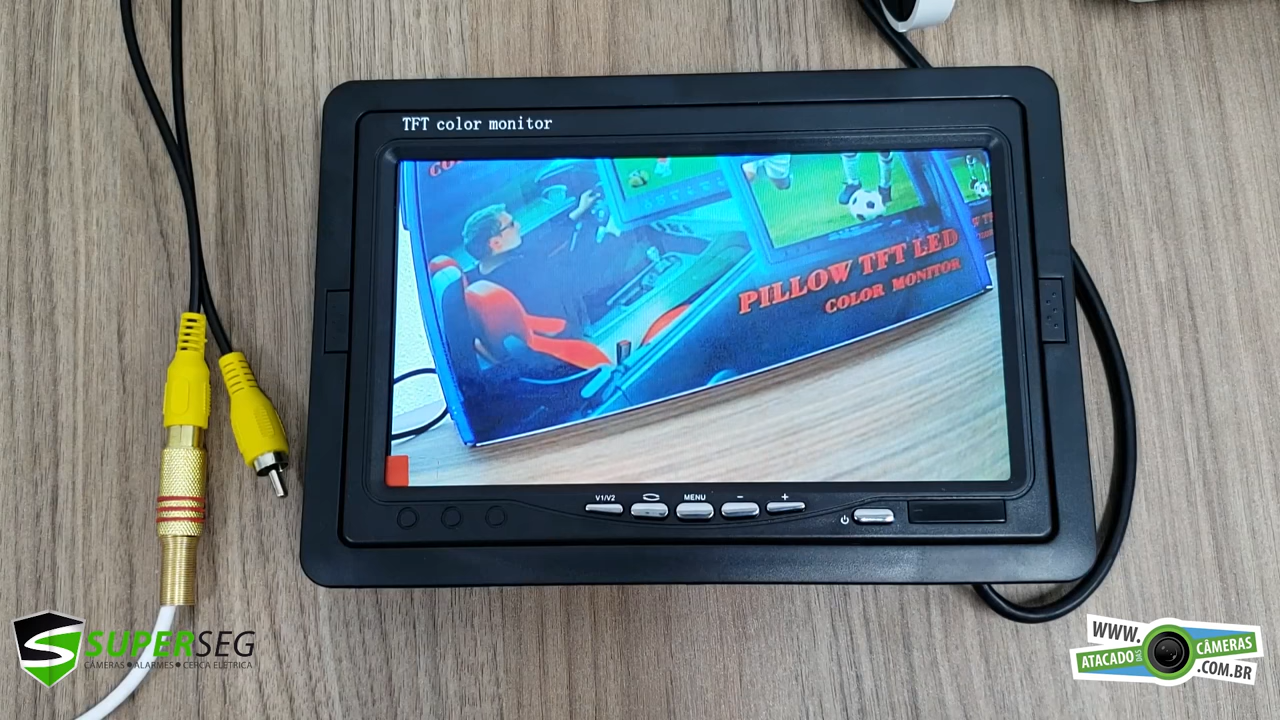 TFT color monitor
PILLOW TFT LED
COLOR MONITOR
V1/V2
MENU
-
+
SUPERSEG
CÂMERAS • ALARMES • CERCA ELÉTRICA
WWW.
ATACADO DAS CÂMERAS
.COM.BR